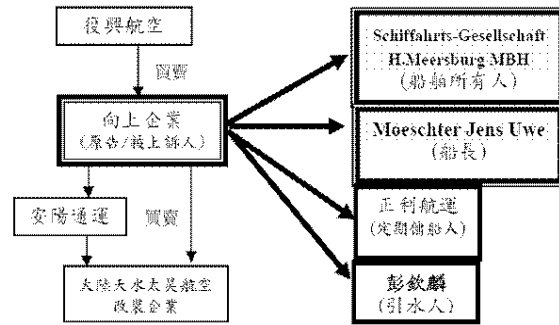 復興航空
買賣
向上企業
(原告/被上訴人)
安陽通運
買賣
大陸天水太昊航空
改裝企業
Schiffahrts-Gesellschaft
H.Meersburg MBH
(船舶所有人)
Moeschter Jens Uwe
(船長)
正利航運
(定期傭船人)
彭欽麟
(引水人)